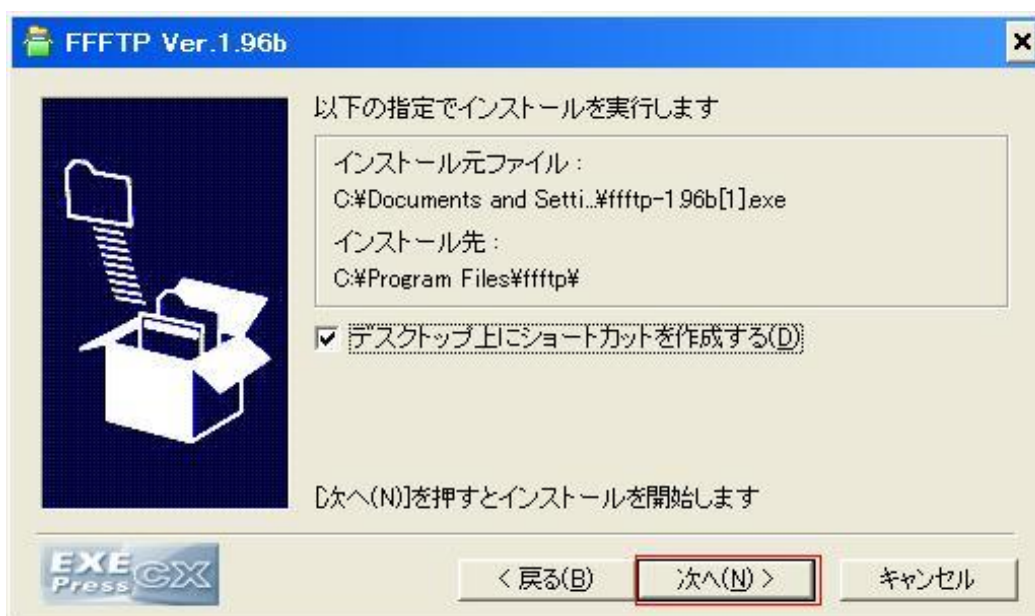 FFFTP Ver.1.96b
以下の指定でインストールを実行します
インストール元ファイル：
C:¥Documents and Setti...¥ffftp-1.96b[1].exe
インストール先：
C:¥Program Files¥ffftp¥
デスクトップ上にショートカットを作成する(D)
[次へ(N)]を押すとインストールを開始します
EXE
Press CX
< 戻る(B)
次へ(N) >
キャンセル